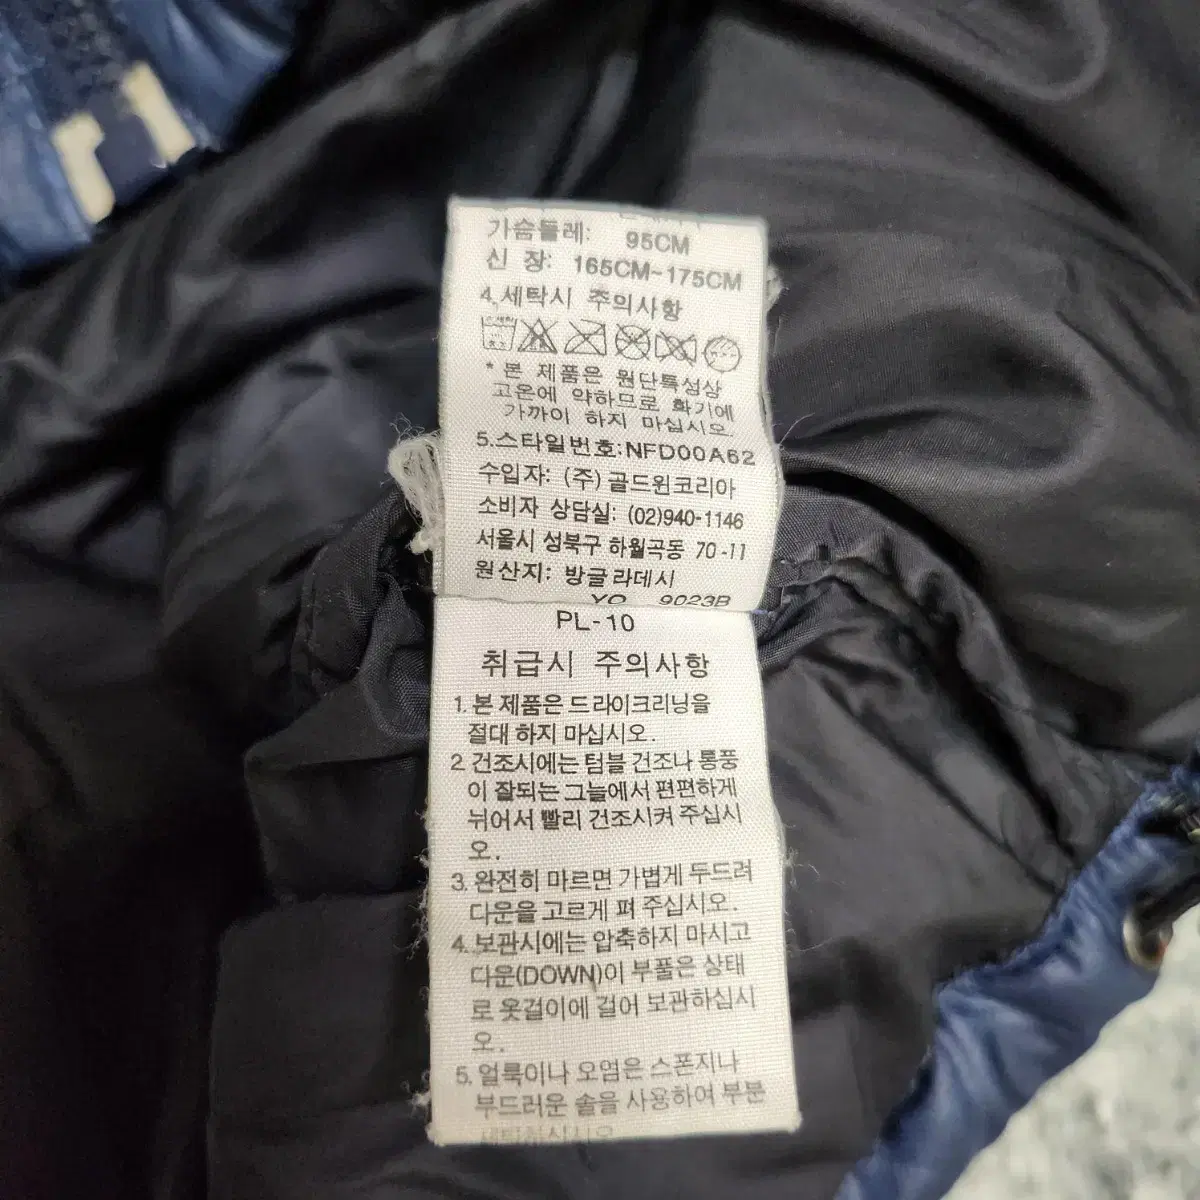 가슴둘레: 95CM
신 장: 165CM~175CM
4.세탁시 주의사항
* 본 제품은 원단특성상
고온에 약하므로 화기에
가까이 하지 마십시오.
5.스타일번호:NFD00A62
수입자: (주) 골드윈코리아
소비자 상담실: (02)940-1146
서울시 성북구 하월곡동 70-11
원산지: 방글라데시
YO 9023B
PL-10
취급시 주의사항
1. 본 제품은 드라이크리닝을
절대 하지 마십시오.
2. 건조시에는 텀블 건조나 통풍
이 잘되는 그늘에서 편편하게
뉘어서 빨리 건조시켜 주십시
오.
3. 완전히 마르면 가볍게 두드려
다운을 고르게 펴 주십시오.
4. 보관시에는 압축하지 마시고
다운(DOWN)이 부풀은 상태
로 옷걸이에 걸어 보관하십시
오.
5. 얼룩이나 오염은 스폰지나
부드러운 솔을 사용하여 부분
세탁하십시오